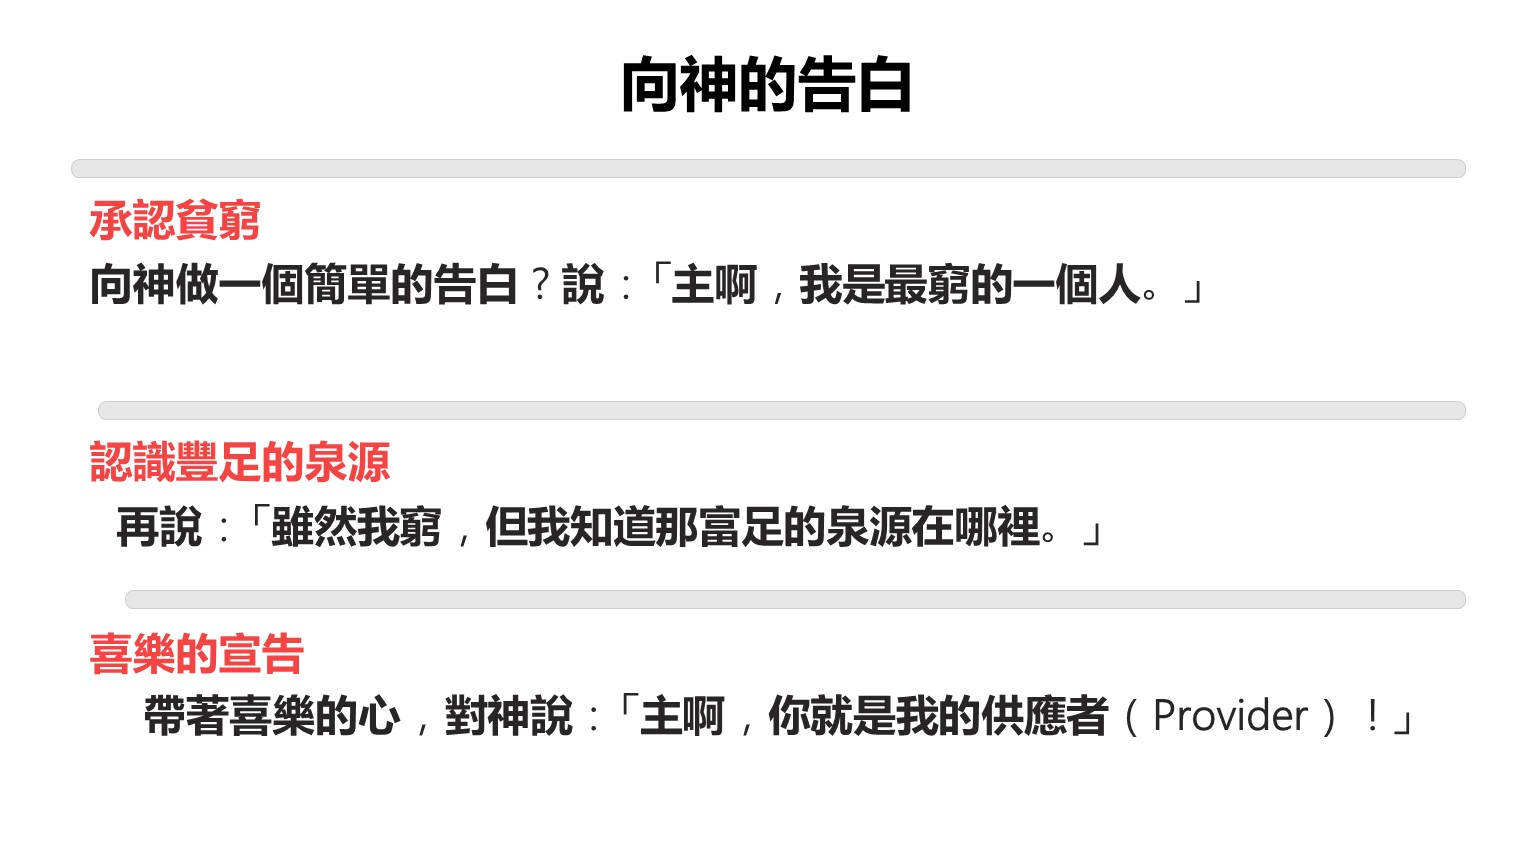 向神的告白
承認貧窮
向神做一個簡單的告白？說：「主啊，我是最窮的一個人。」
認識豐足的泉源
再說：「雖然我窮，但我知道那富足的泉源在哪裡。」
喜樂的宣告
帶著喜樂的心，對神說：「主啊，你就是我的供應者（Provider）！」